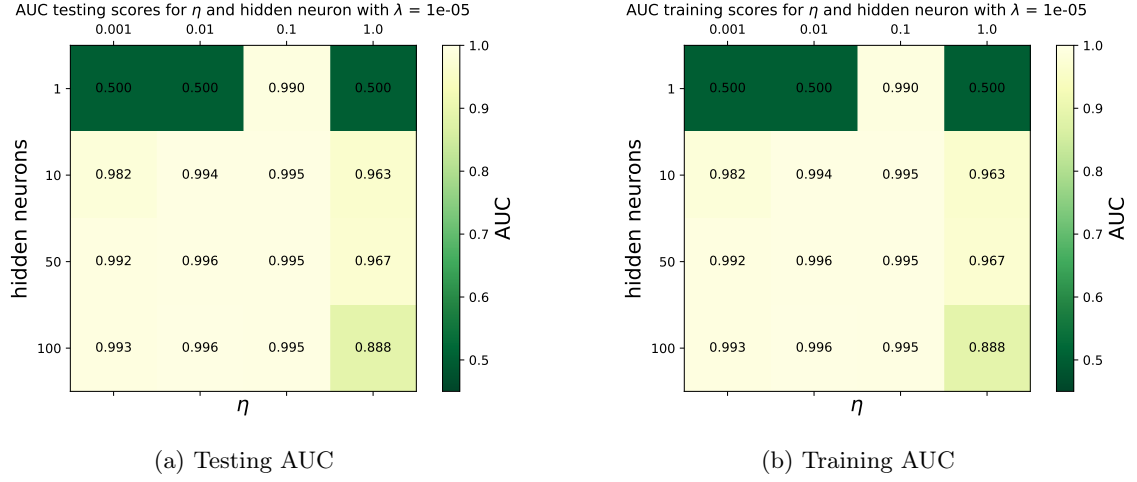 AUC testing scores for η and hidden neuron with λ = 1e-05
0.001 0.01 0.1 1.0
hidden neurons
1 0.500 0.500 0.990 0.500
10 0.982 0.994 0.995 0.963
50 0.992 0.996 0.995 0.967
100 0.993 0.996 0.995 0.888
η
1.0
0.9
0.8
0.7
0.6
0.5
AUC
(a) Testing AUC
AUC training scores for η and hidden neuron with λ = 1e-05
0.001 0.01 0.1 1.0
hidden neurons
1 0.500 0.500 0.990 0.500
10 0.982 0.994 0.995 0.963
50 0.992 0.996 0.995 0.967
100 0.993 0.996 0.995 0.888
η
1.0
0.9
0.8
0.7
0.6
0.5
AUC
(b) Training AUC